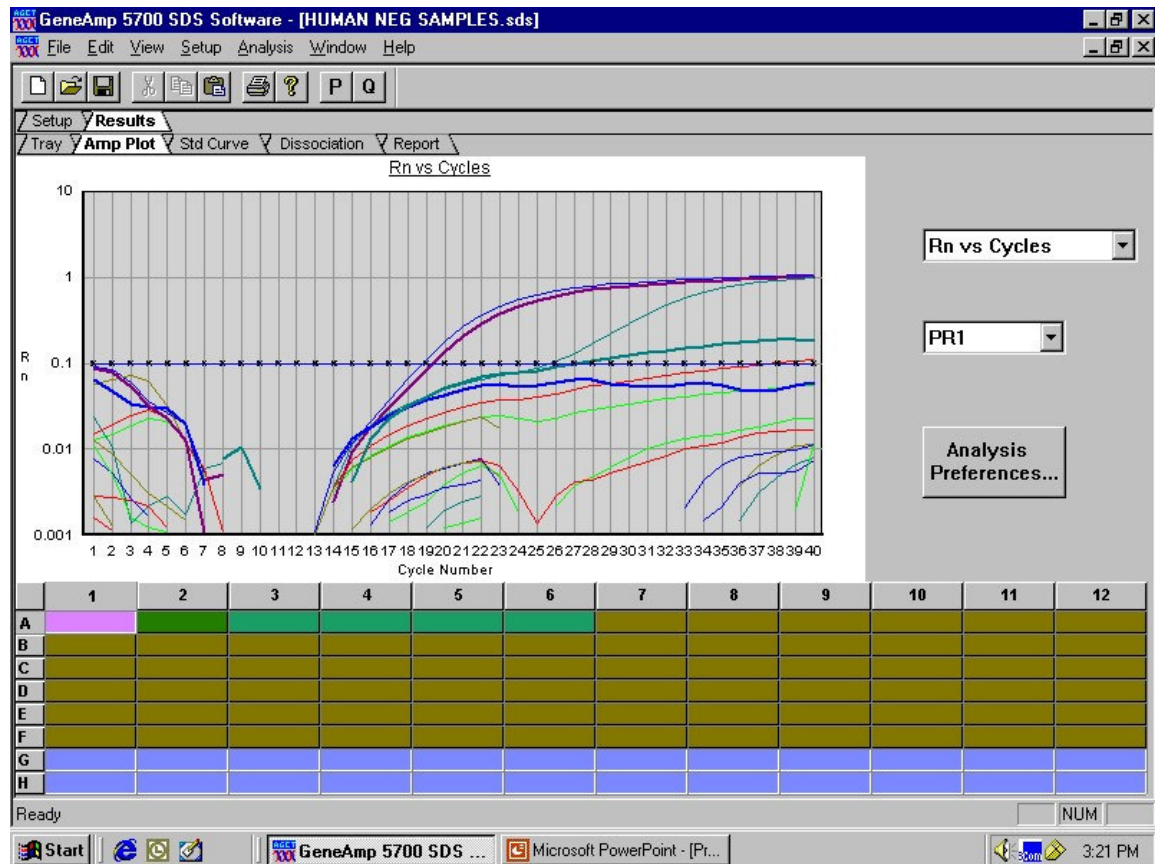 GeneAmp 5700 SDS Software - [HUMAN NEG SAMPLES.sds]
File Edit View Setup Analysis Window Help
P Q
Setup Results
Tray Amp Plot Std Curve Dissociation Report
Rn vs Cycles
10
1
0.1
0.01
0.001
R
n
1 2 3 4 5 6 7 8 9 10 11 12 13 14 15 16 17 18 19 20 21 22 23 24 25 26 27 28 29 30 31 32 33 34 35 36 37 38 39 40
Cycle Number
Rn vs Cycles
PR1
Analysis
Preferences...
1 2 3 4 5 6 7 8 9 10 11 12
A
B
C
D
E
F
G
H
Ready NUM
Start GeneAmp 5700 SDS ... Microsoft PowerPoint - [Pr... 3:21 PM